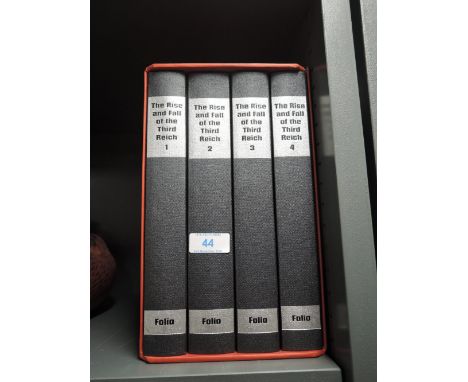 The Rise
and Fall
of the
Third
Reich
1
Folio
The Rise
and Fall
of the
Third
Reich
2
44
Folio
The Rise
and Fall
of the
Third
Reich
3
Folio
The Rise
and Fall
of the
Third
Reich
4
Folio